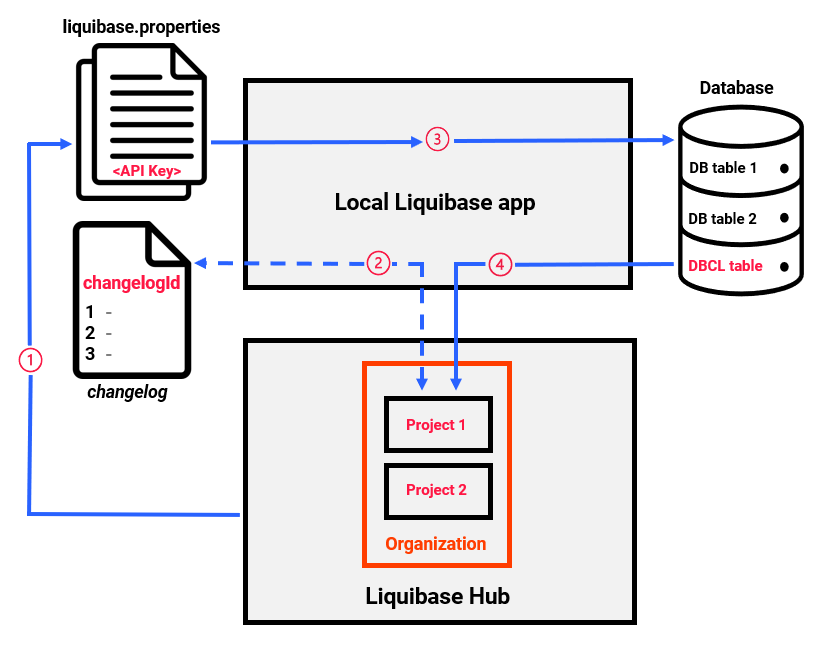 liquibase.properties
<API Key>
Database
DB table 1
DB table 2
DBCL table
3
Local Liquibase app
2
4
changelogId
1 -
2 -
3 -
changelog
1
Project 1
Project 2
Organization
Liquibase Hub